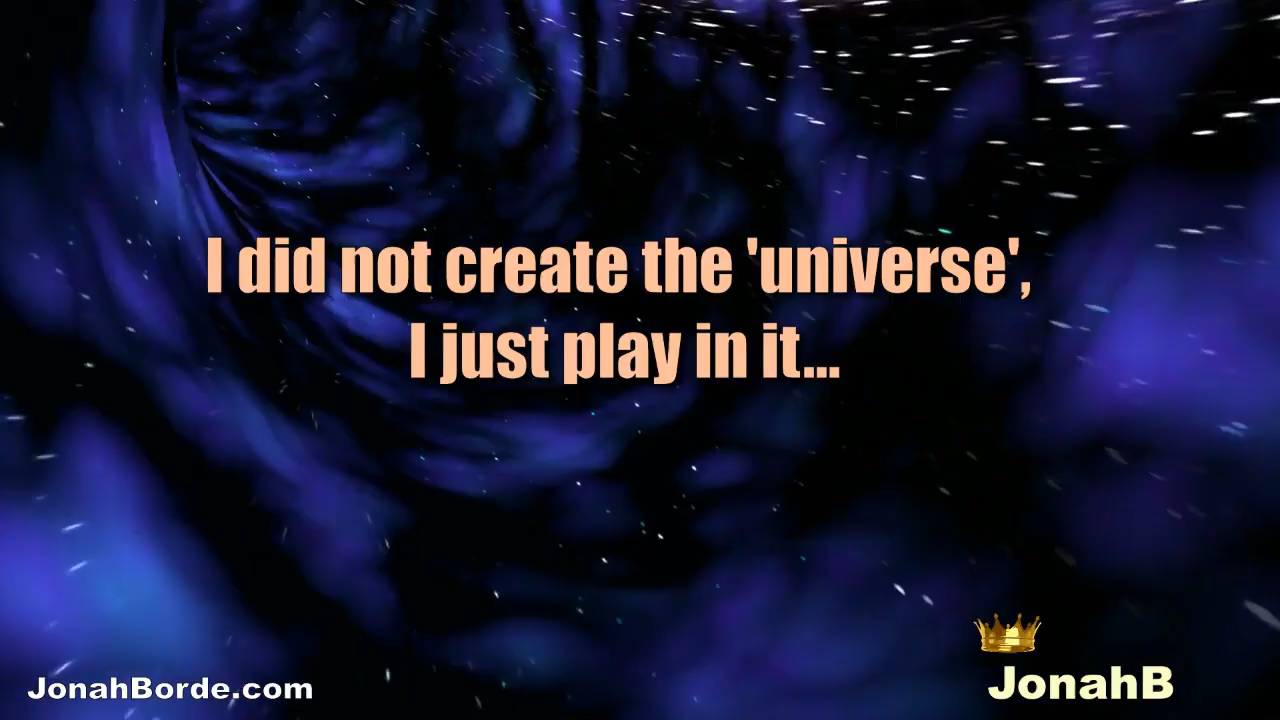 I did not create the 'universe',
I just play in it...
JonahBorde.com
JonahB